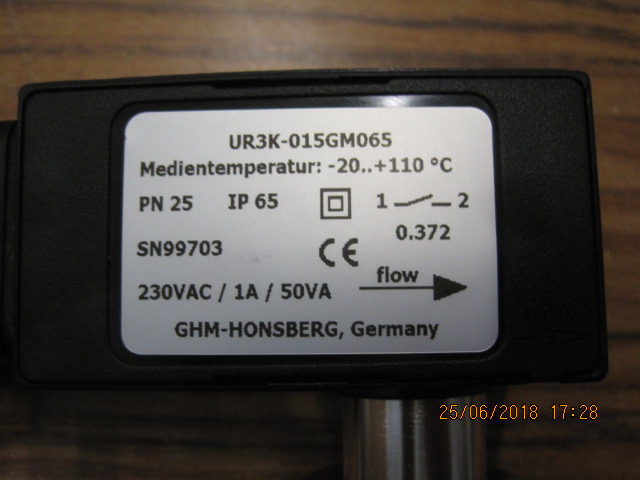 UR3K-015GM065
Medientemperatur: -20..+110 °C
PN 25 IP 65 1 2
0.372
SN99703 CE
flow
230VAC / 1A / 50VA
GHM-HONSBERG, Germany
25/06/2018 17:28